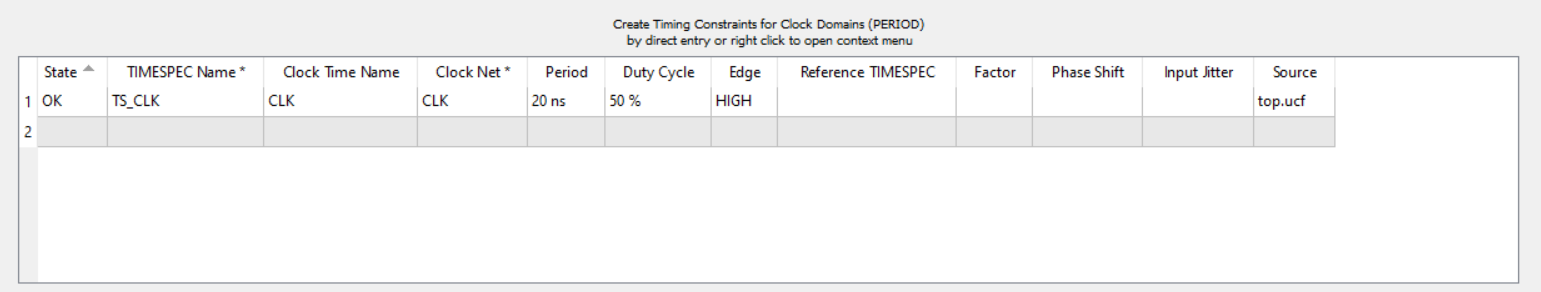 Create Timing Constraints for Clock Domains (PERIOD)
by direct entry or right click to open context menu
State TIMESPEC Name * Clock Time Name Clock Net * Period Duty Cycle Edge Reference TIMESPEC Factor Phase Shift Input Jitter Source
1 OK TS_CLK CLK CLK 20 ns 50 % HIGH top.ucf
2